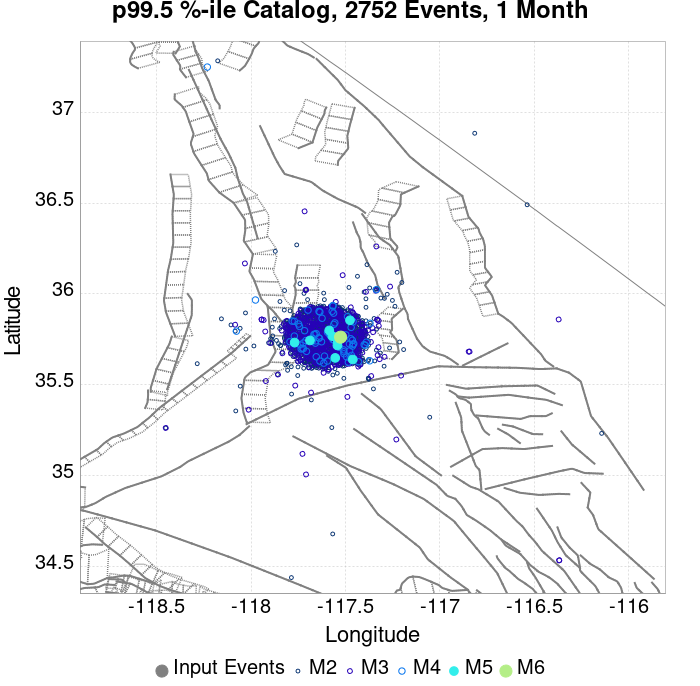 p99.5 %-ile Catalog, 2752 Events, 1 Month
37
36.5
36
35.5
35
34.5
Latitude
-118.5 -118 -117.5 -117 -116.5 -116
Longitude
Input Events M2 M3 M4 M5 M6